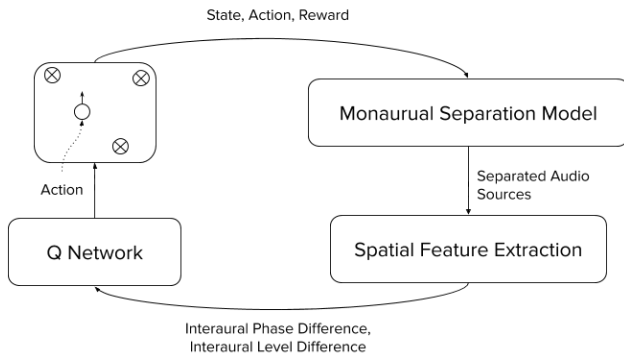 State, Action, Reward
Monaurual Separation Model
Action
Separated Audio
Sources
Q Network
Spatial Feature Extraction
Interaural Phase Difference,
Interaural Level Difference